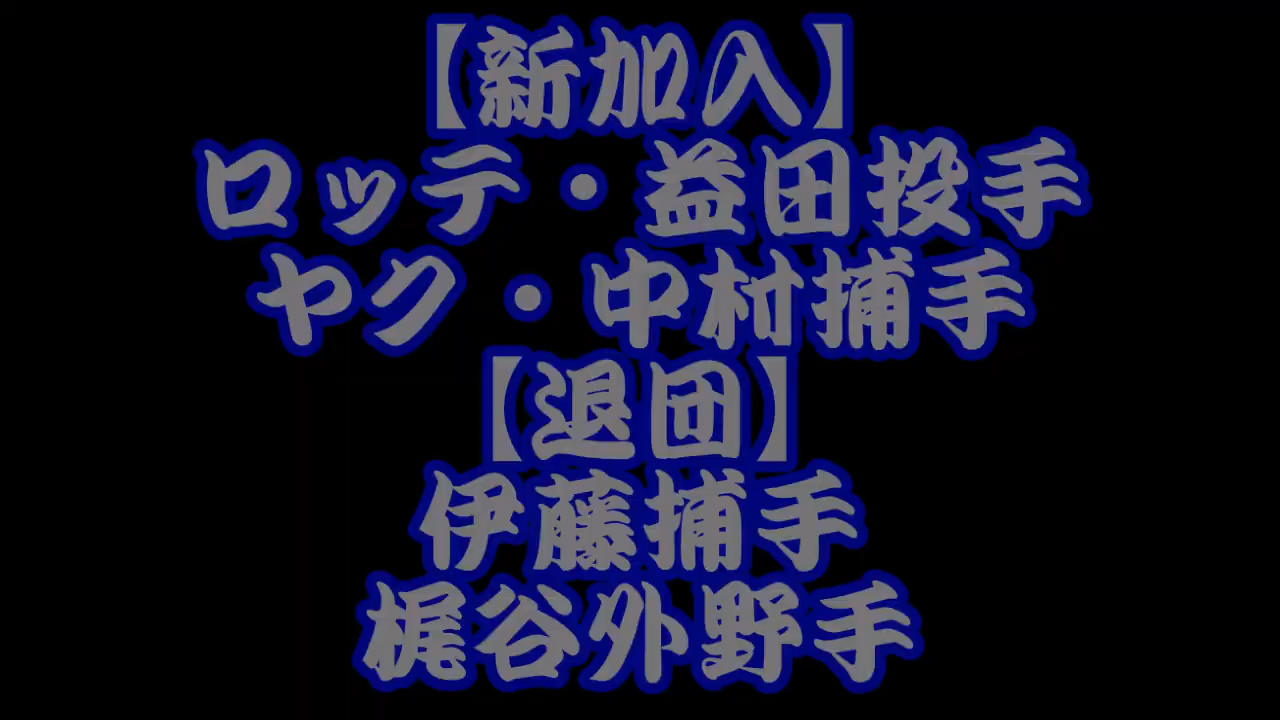 【新加入】
ロッテ・益田投手
ヤク・中村捕手
【退団】
伊藤捕手
梶谷外野手